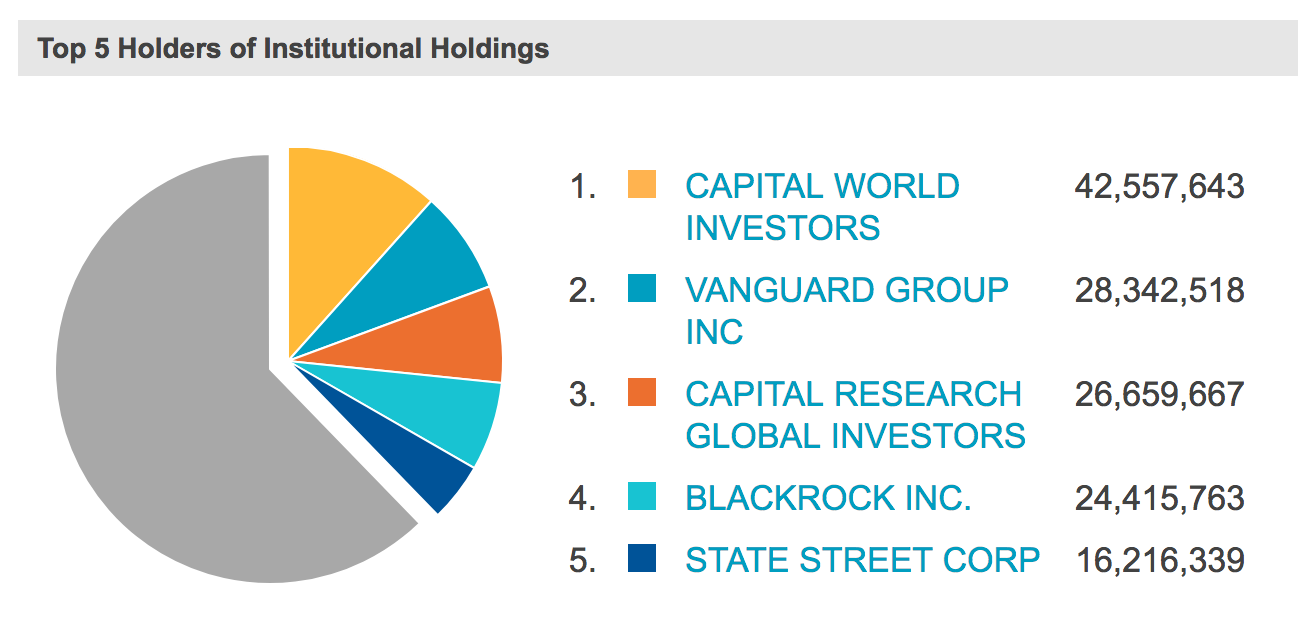 Top 5 Holders of Institutional Holdings
1. CAPITAL WORLD 42,557,643
INVESTORS
2. VANGUARD GROUP 28,342,518
INC
3. CAPITAL RESEARCH 26,659,667
GLOBAL INVESTORS
4. BLACKROCK INC. 24,415,763
5. STATE STREET CORP 16,216,339